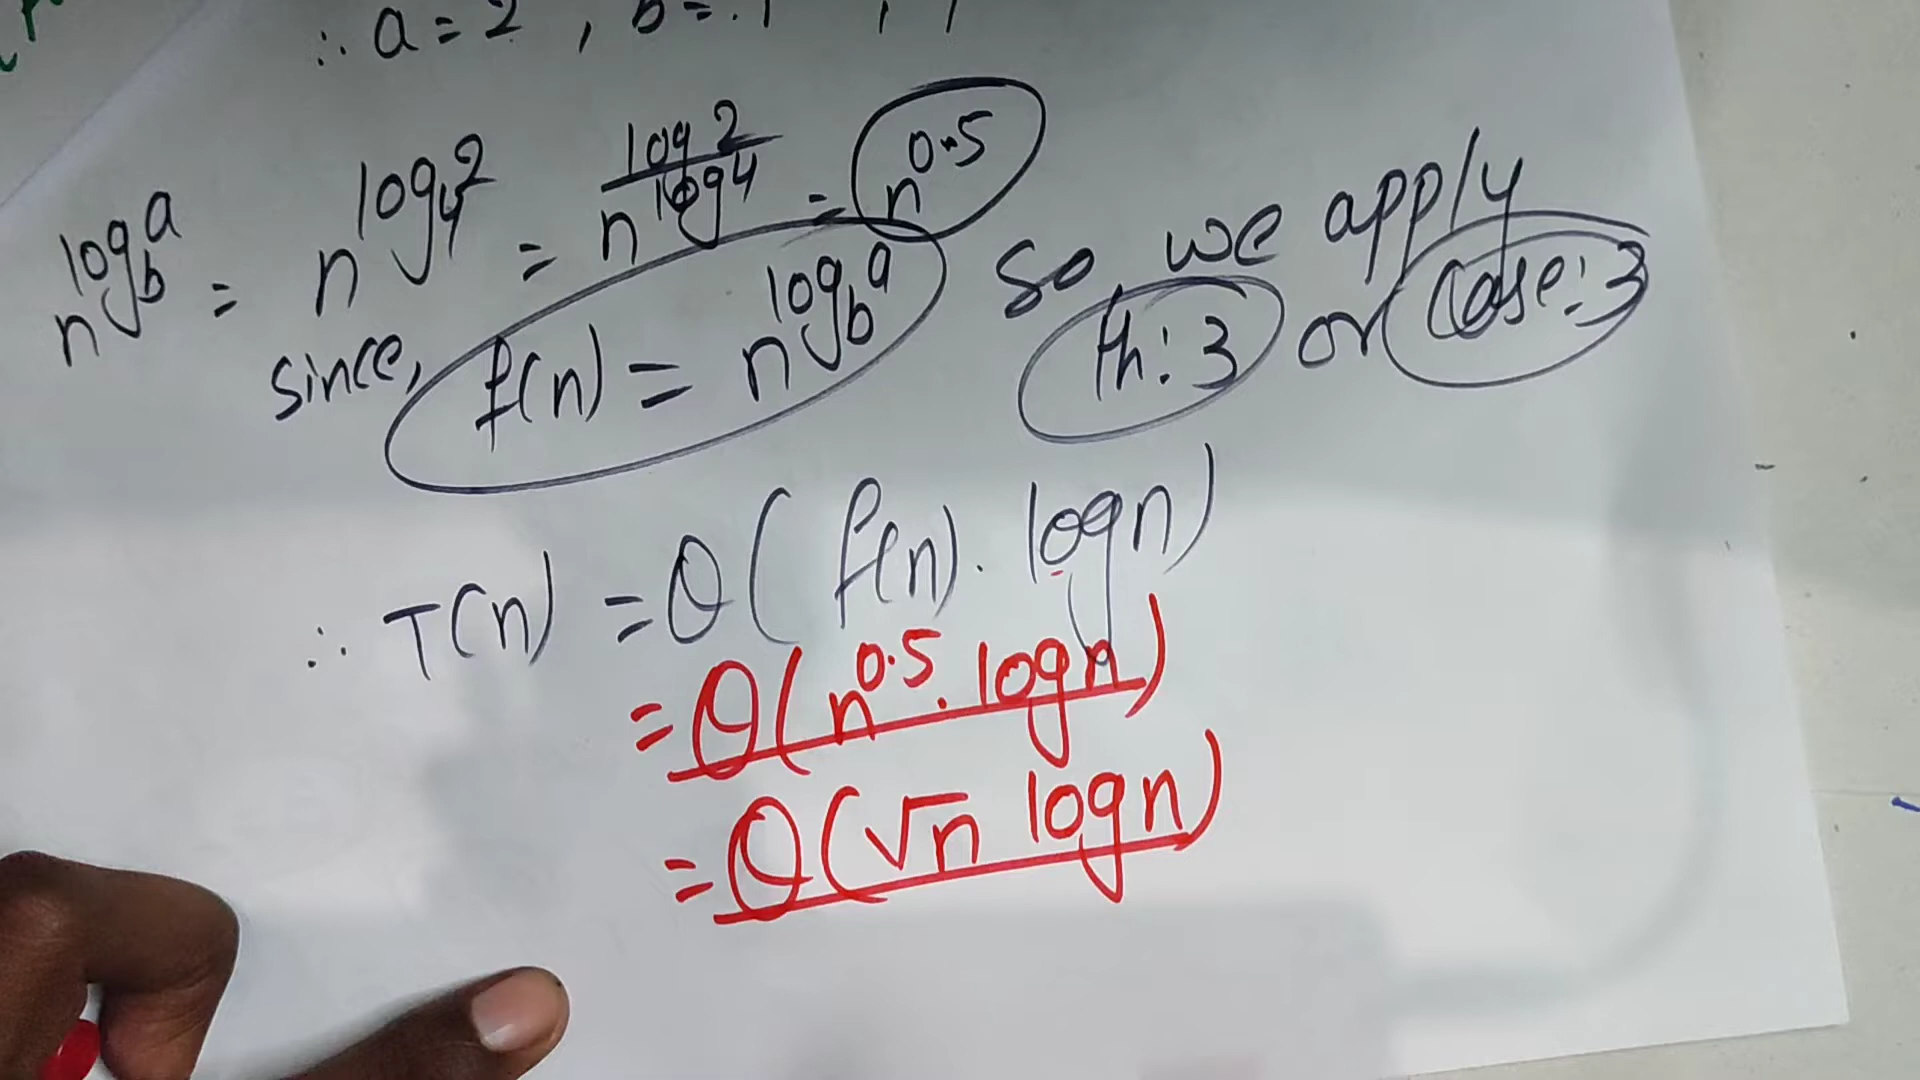 ∴ a = 2 , b =
n^{log_b a} = n^{log_4 2} = n^{log 2 / log 4} = n^{0.5}
since, f(n) = n^{log_b a} so we apply th: 3 or Case: 3
∴ T(n) = Θ( f(n) . log n)
= Θ(n^{0.5} . log n)
= Θ(√n log n)